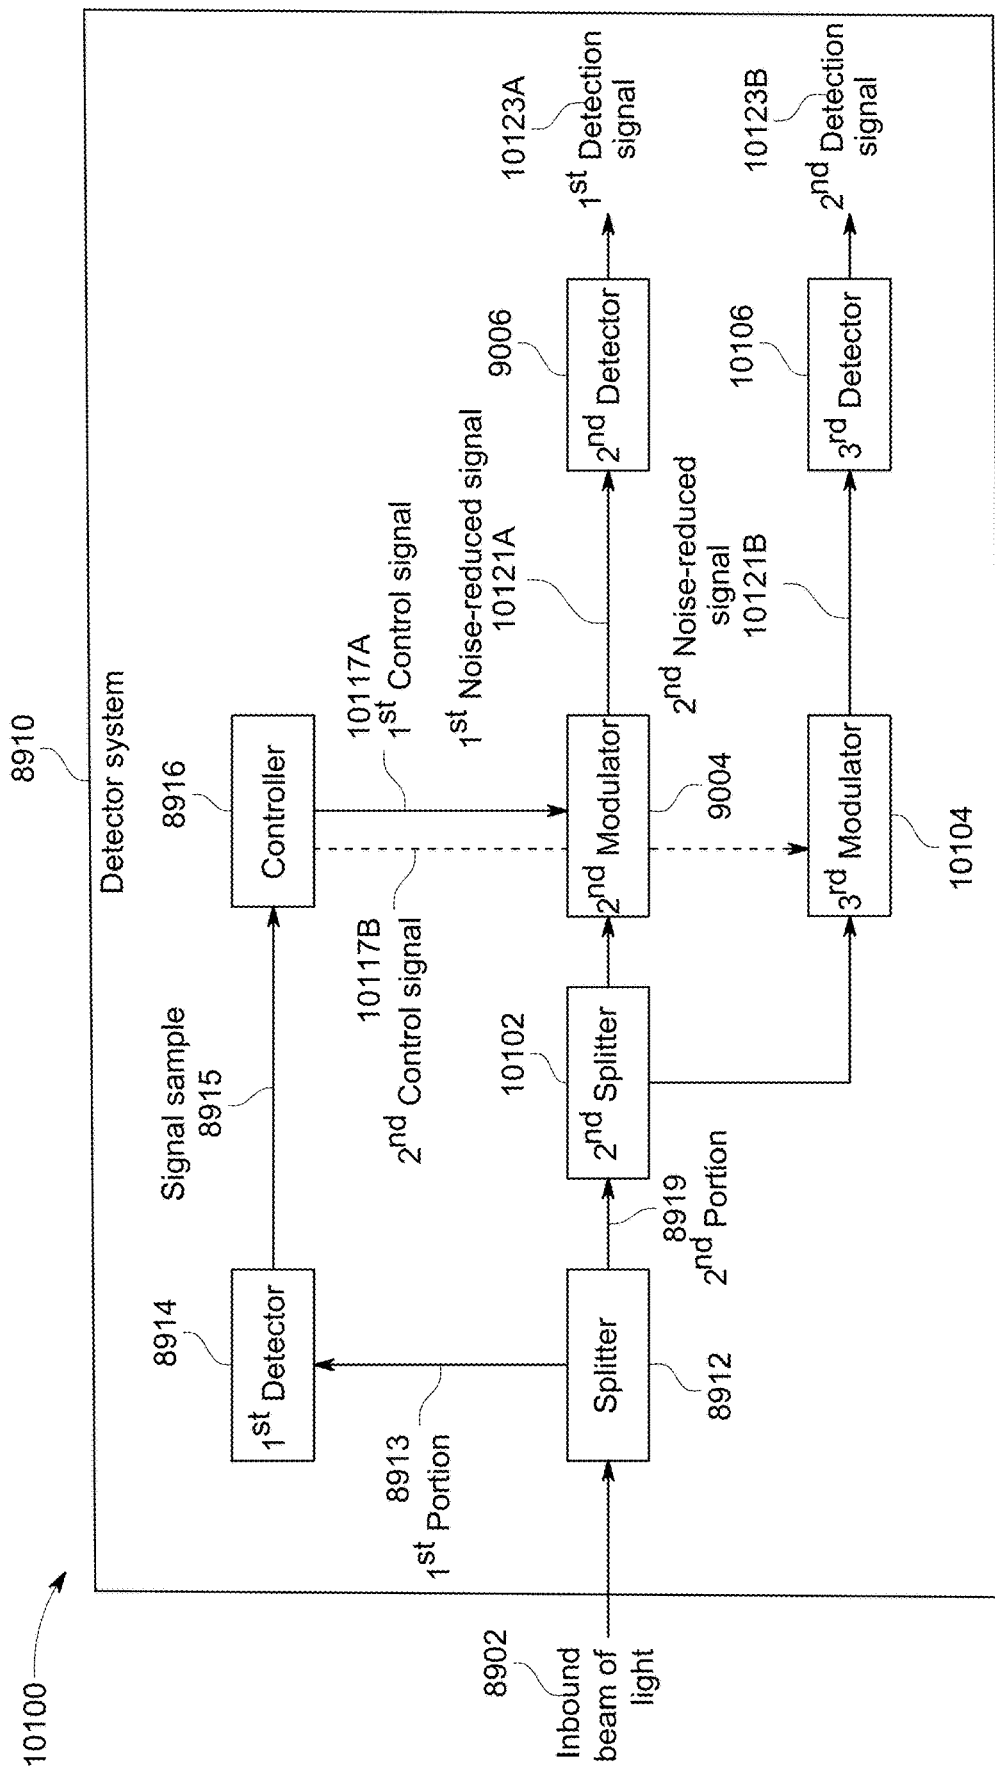 10100
8910
Detector system
8914
1st Detector
Signal sample
8915
8916
Controller
8913
1st Portion
10117B
2nd Control signal
10117A
1st Control signal
8902
Inbound
beam of
light
Splitter
8912
8919
2nd Portion
10102
2nd Splitter
2nd Modulator
9004
1st Noise-reduced signal
10121A
9006
2nd Detector
10123A
1st Detection
signal
3rd Modulator
10104
2nd Noise-reduced
signal
10121B
10106
3rd Detector
10123B
2nd Detection
signal